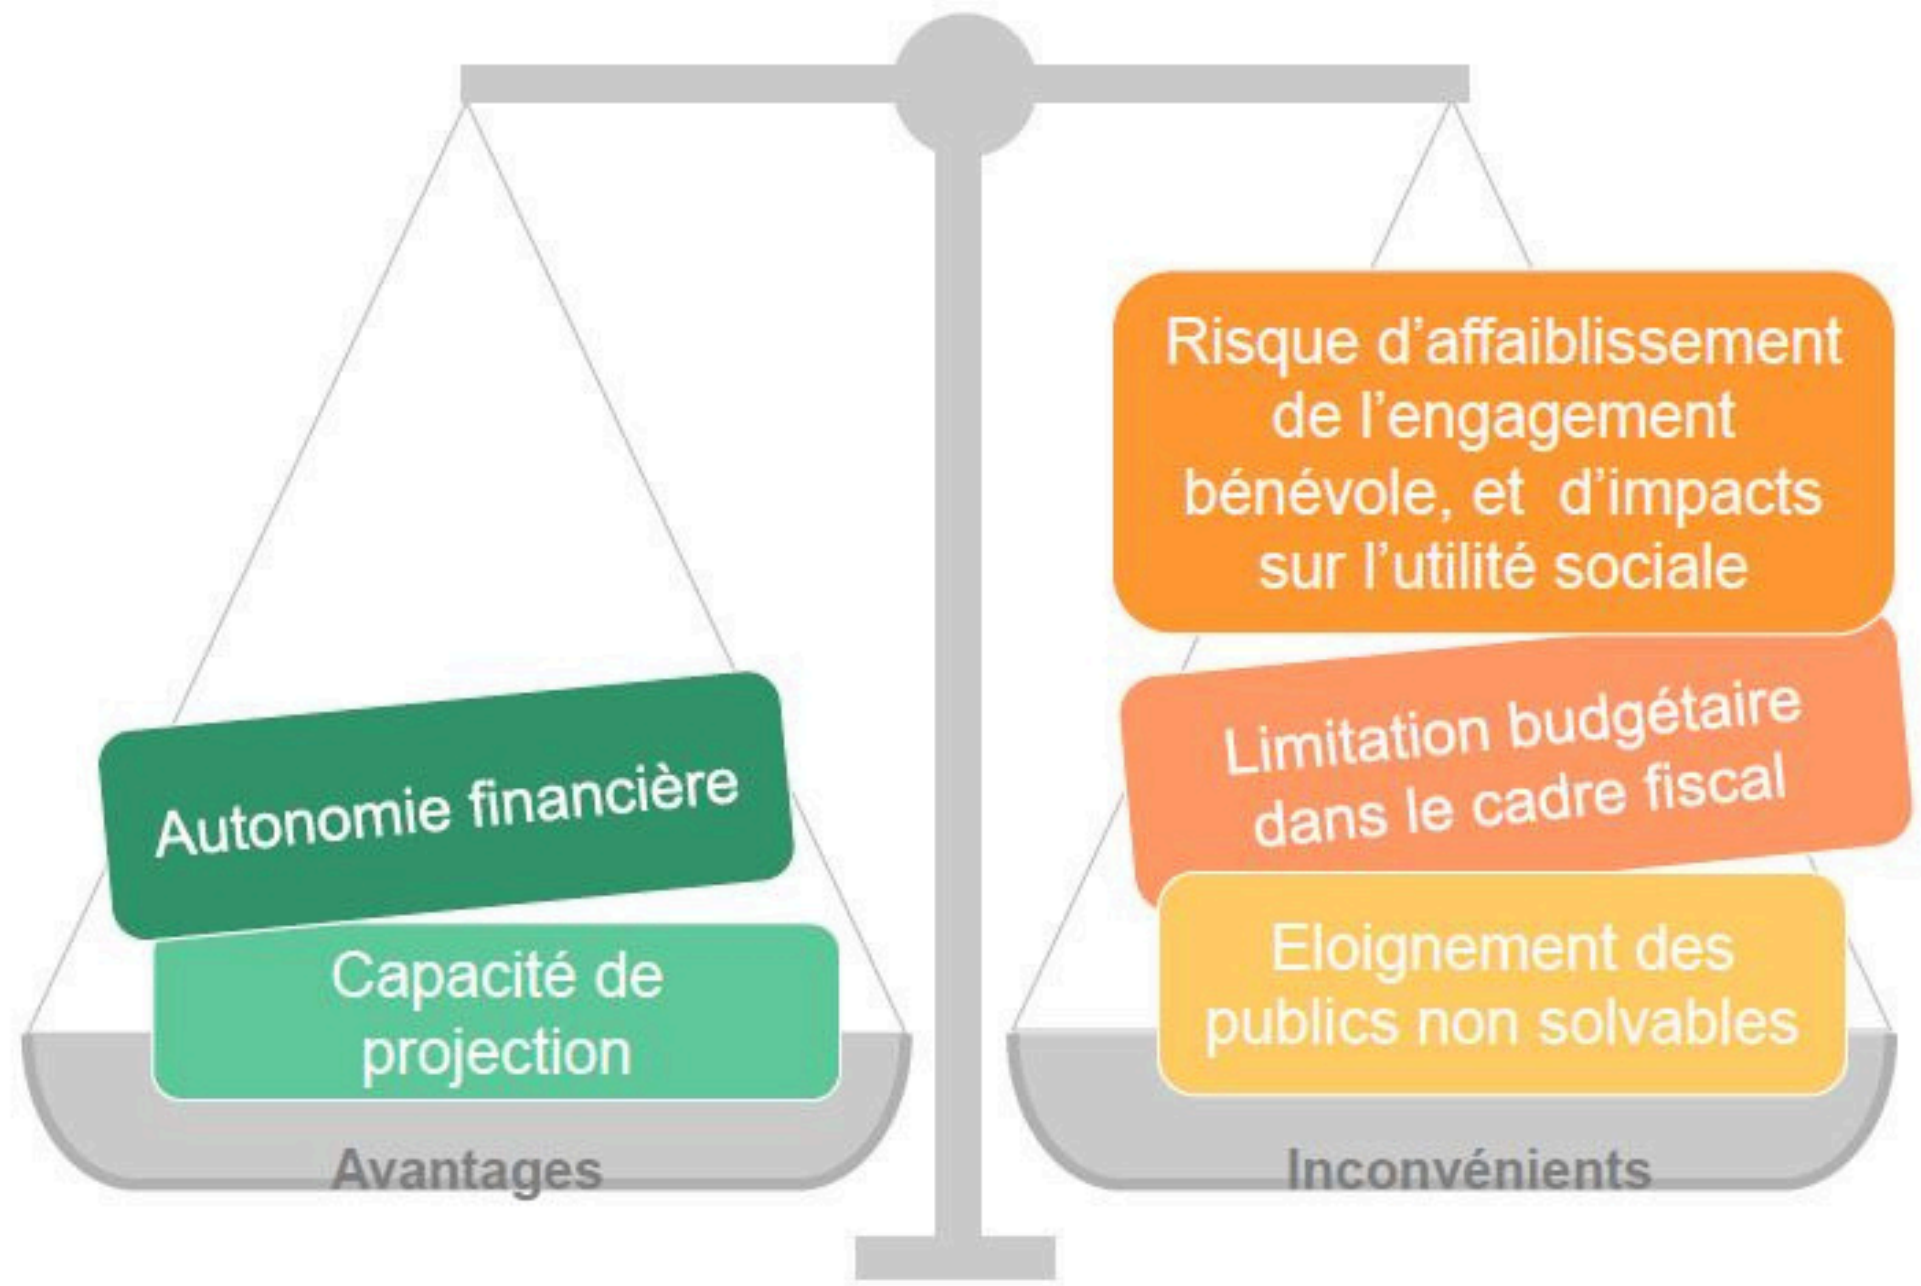 Autonomie financière
Capacité de
projection
Avantages
Risque d'affaiblissement
de l'engagement
bénévole, et  d'impacts
sur l'utilité sociale
Limitation budgétaire
dans le cadre fiscal
Eloignement des
publics non solvables
Inconvénients